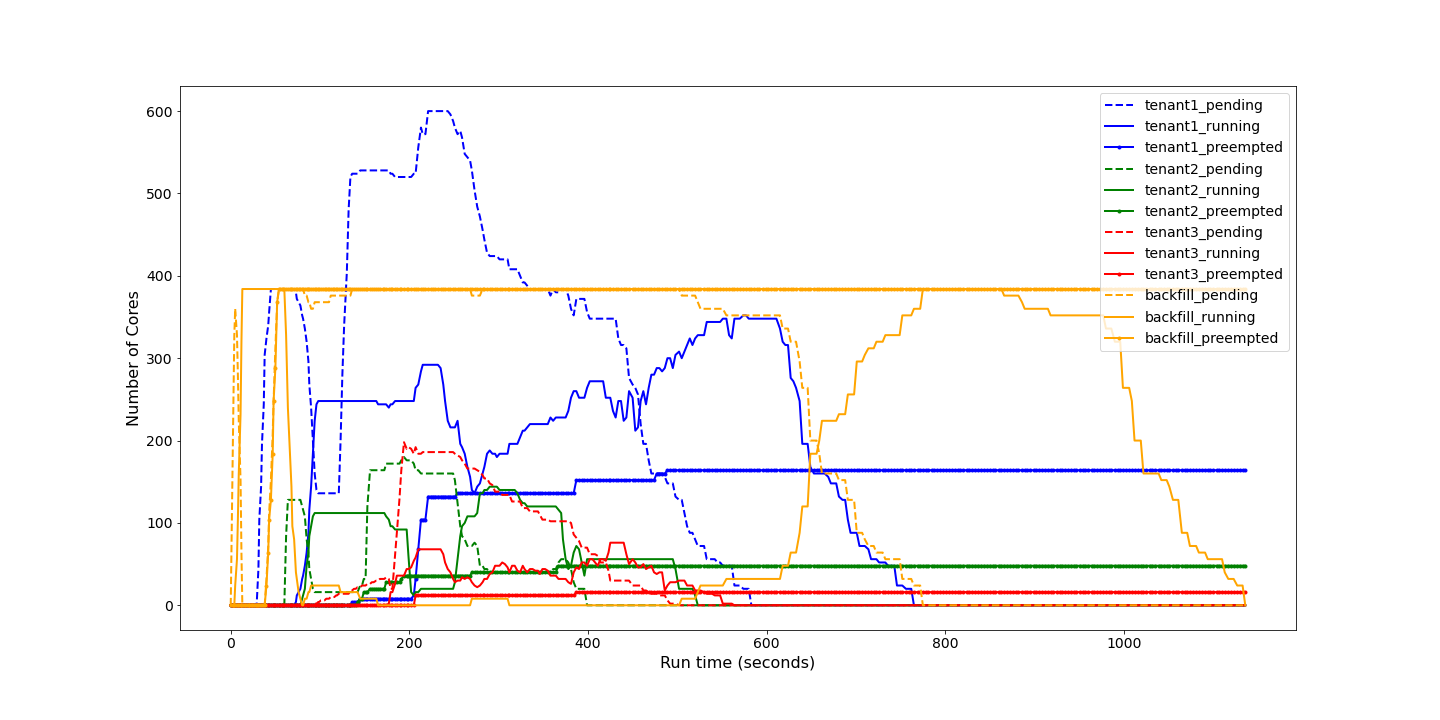 600
500
400
300
200
100
0
Number of Cores
0 200 400 600 800 1000
Run time (seconds)
tenant1_pending
tenant1_running
tenant1_preempted
tenant2_pending
tenant2_running
tenant2_preempted
tenant3_pending
tenant3_running
tenant3_preempted
backfill_pending
backfill_running
backfill_preempted